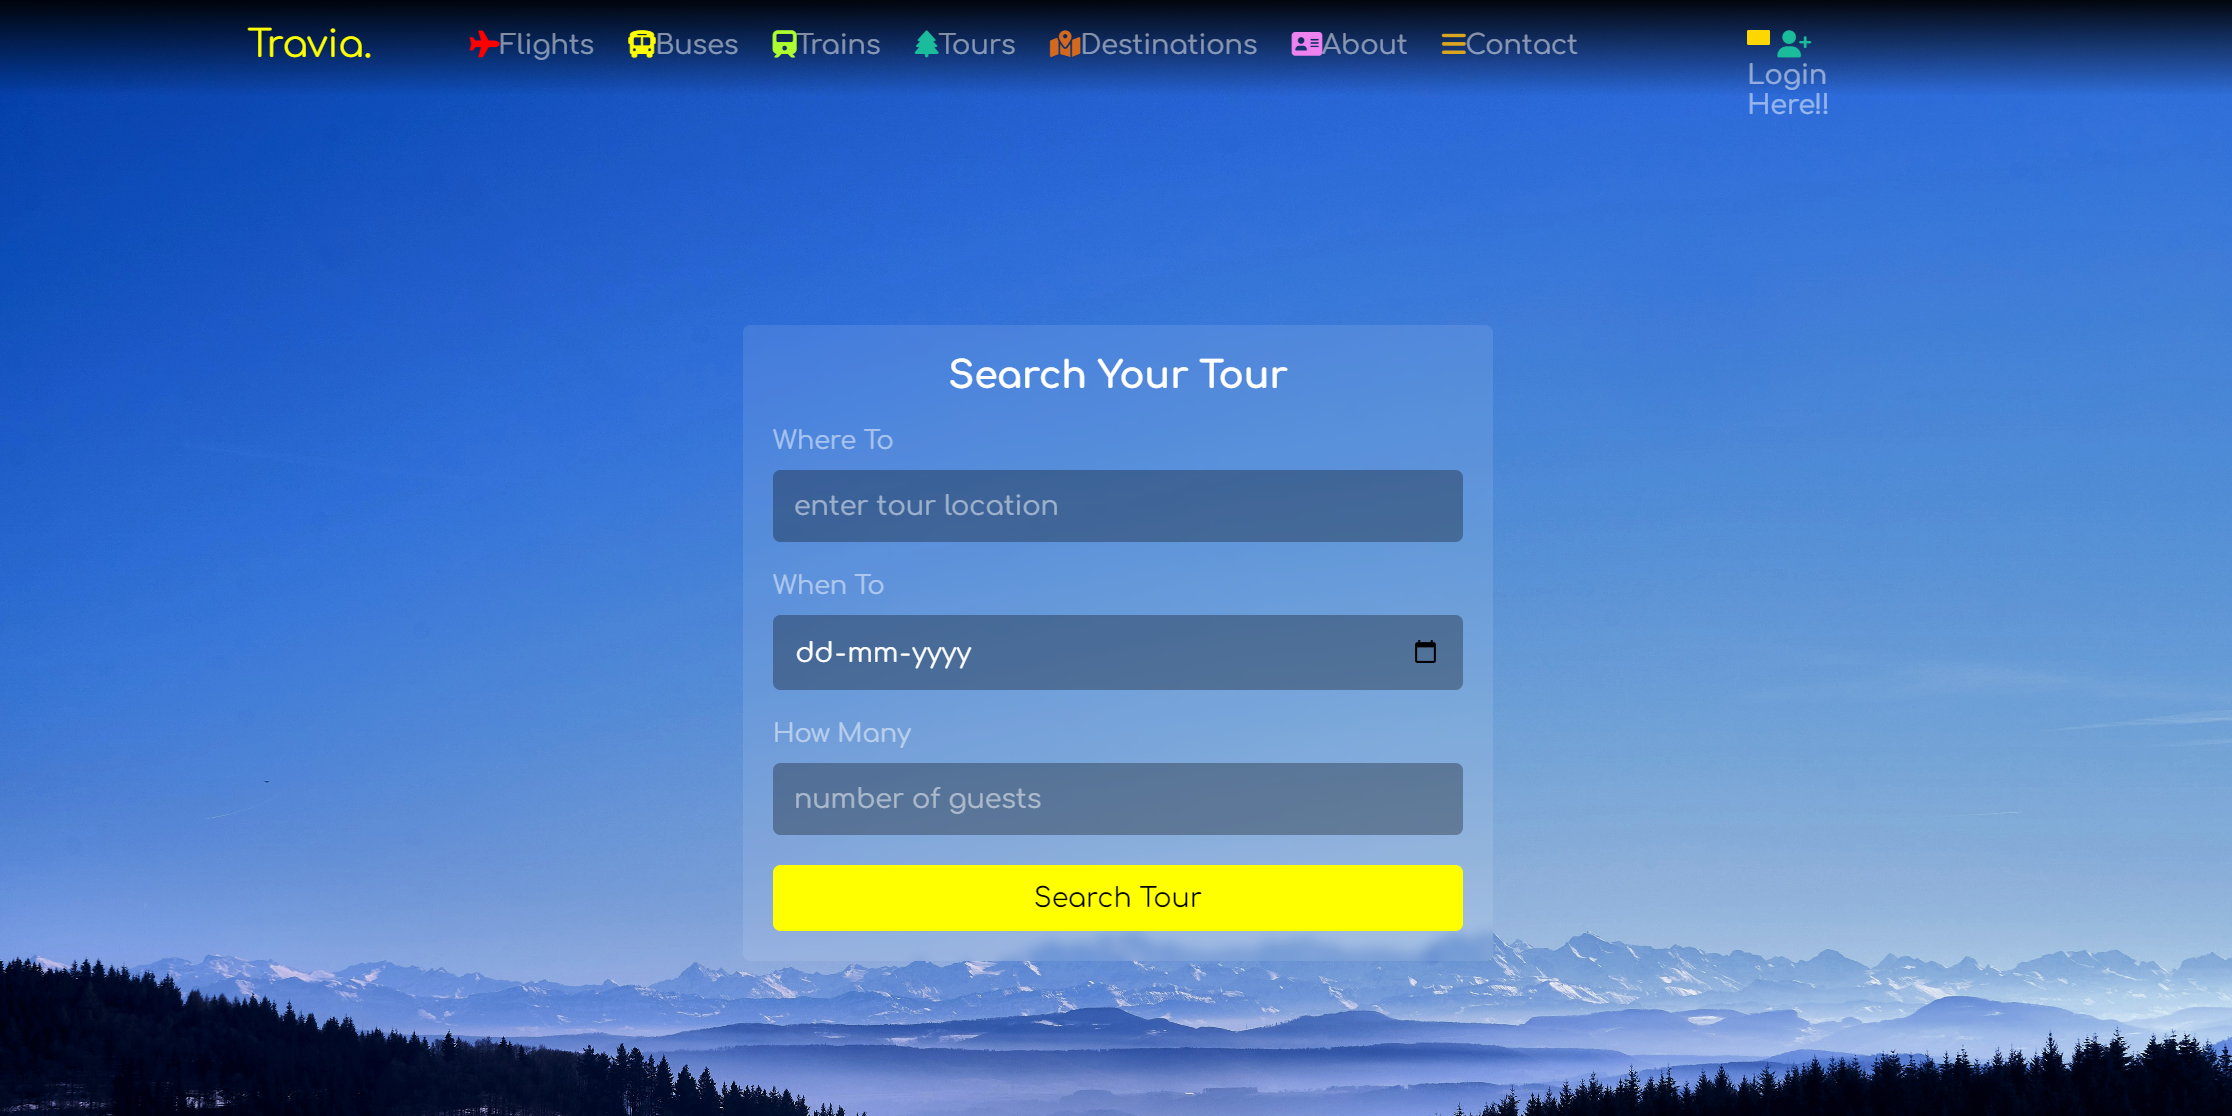 Travia. Flights Buses Trains Tours Destinations About Contact
Login
Here!!
Search Your Tour
Where To
enter tour location
When To
dd-mm-yyyy
How Many
number of guests
Search Tour